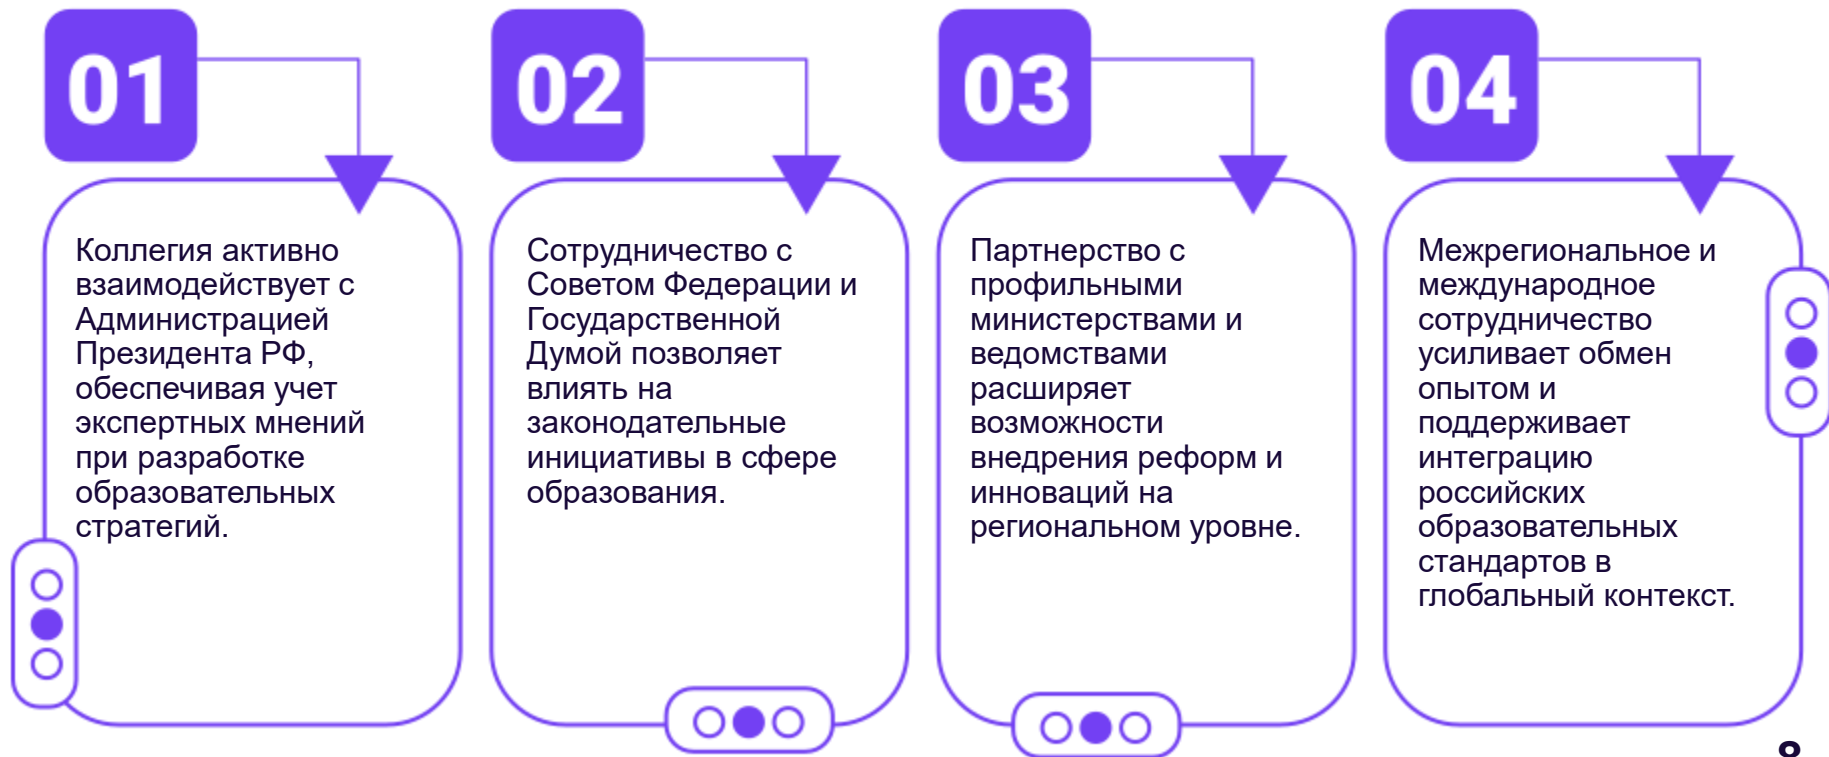 01
Коллегия активно
взаимодействует с
Администрацией
Президента РФ,
обеспечивая учет
экспертных мнений
при разработке
образовательных
стратегий.
02
Сотрудничество с
Советом Федерации и
Государственной
Думой позволяет
влиять на
законодательные
инициативы в сфере
образования.
03
Партнерство с
профильными
министерствами и
ведомствами
расширяет
возможности
внедрения реформ и
инноваций на
региональном уровне.
04
Межрегиональное и
международное
сотрудничество
усиливает обмен
опытом и
поддерживает
интеграцию
российских
образовательных
стандартов в
глобальный контекст.